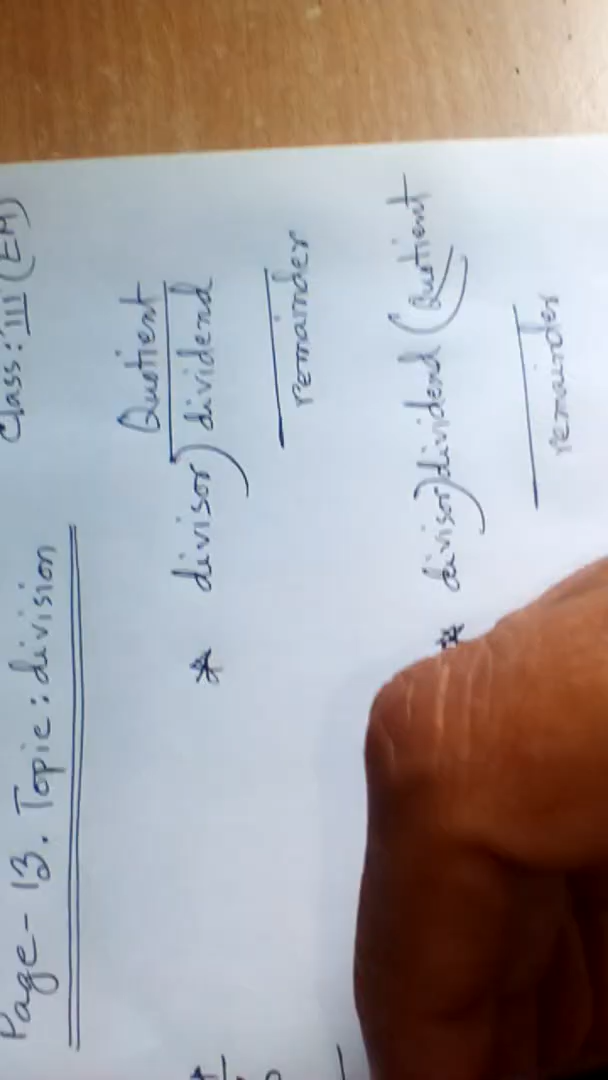 Page-13. Topic: division Class: III (EM)
Quotient
* divisor) dividend
remainder
* divisor) dividend (Quotient
remainder